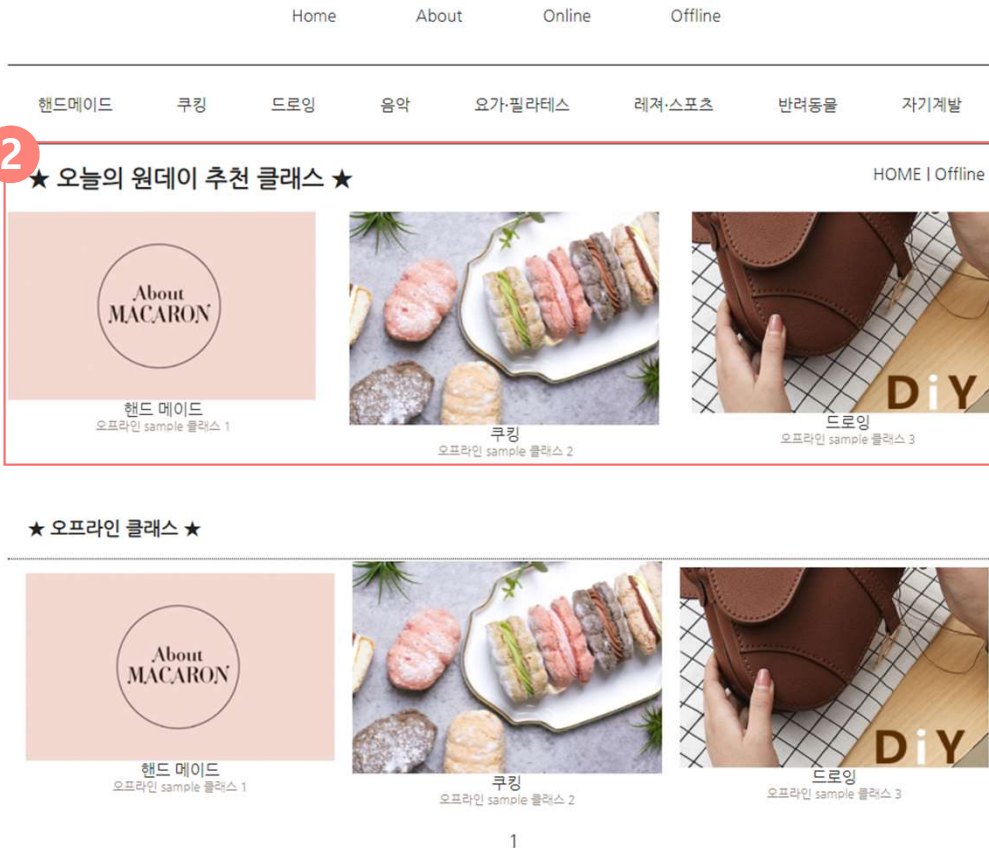 Home About Online Offline
핸드메이드 쿠킹 드로잉 음악 요가·필라테스 레져·스포츠 반려동물 자기계발
2
★ 오늘의 원데이 추천 클래스 ★
HOME | Offline
About
MACARON
DiY
핸드 메이드
오프라인 sample 클래스 1
쿠킹
오프라인 sample 클래스 2
드로잉
오프라인 sample 클래스 3
★ 오프라인 클래스 ★
About
MACARON
DiY
핸드 메이드
오프라인 sample 클래스 1
쿠킹
오프라인 sample 클래스 2
드로잉
오프라인 sample 클래스 3
1